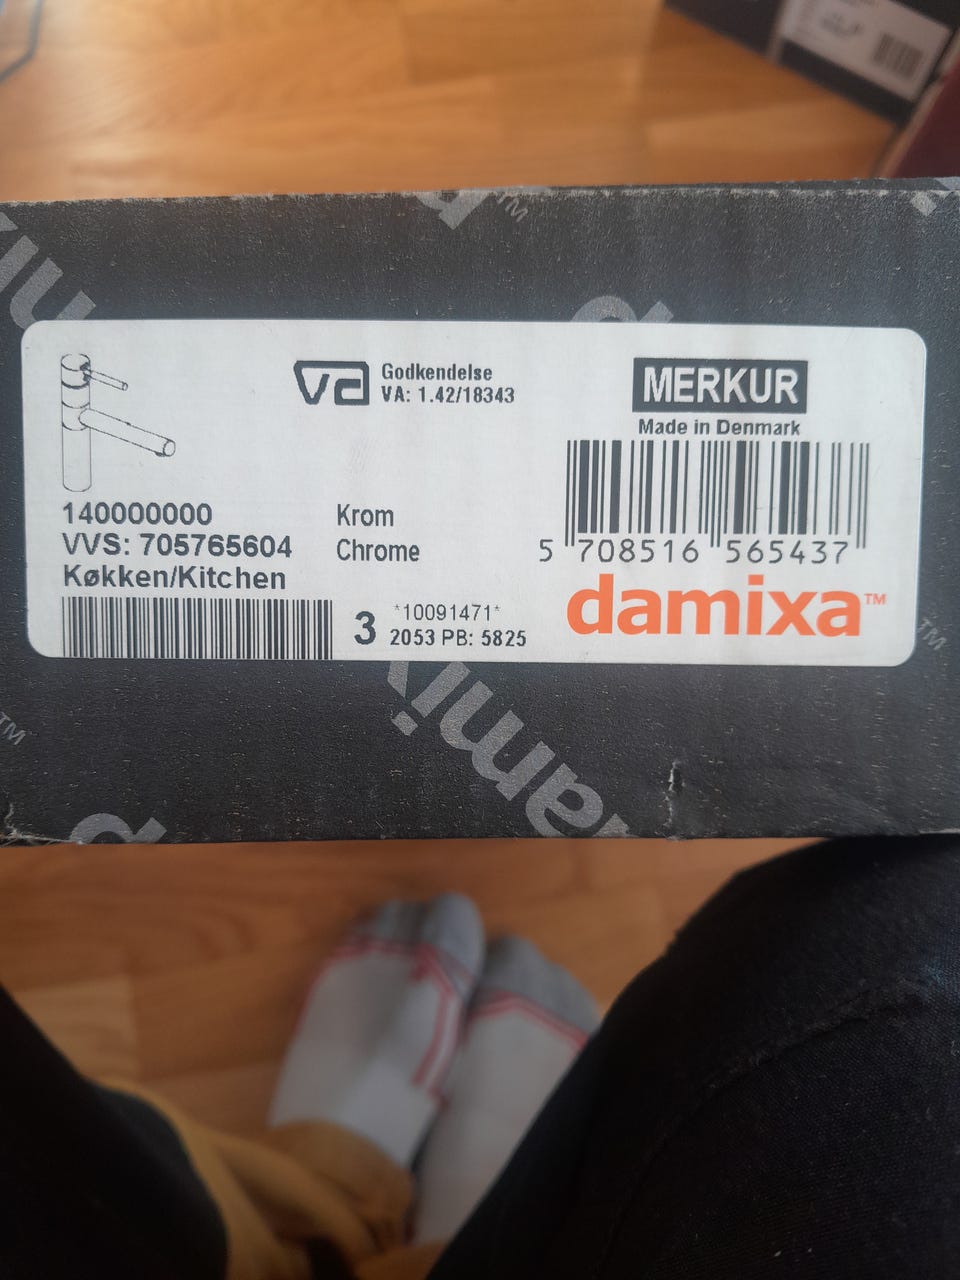 Godkendelse
VA: 1.42/18343
MERKUR
Made in Denmark
140000000
VVS: 705765604
Køkken/Kitchen
Krom
Chrome
5 708516 565437
3
*10091471*
2053 PB: 5825
damixa™